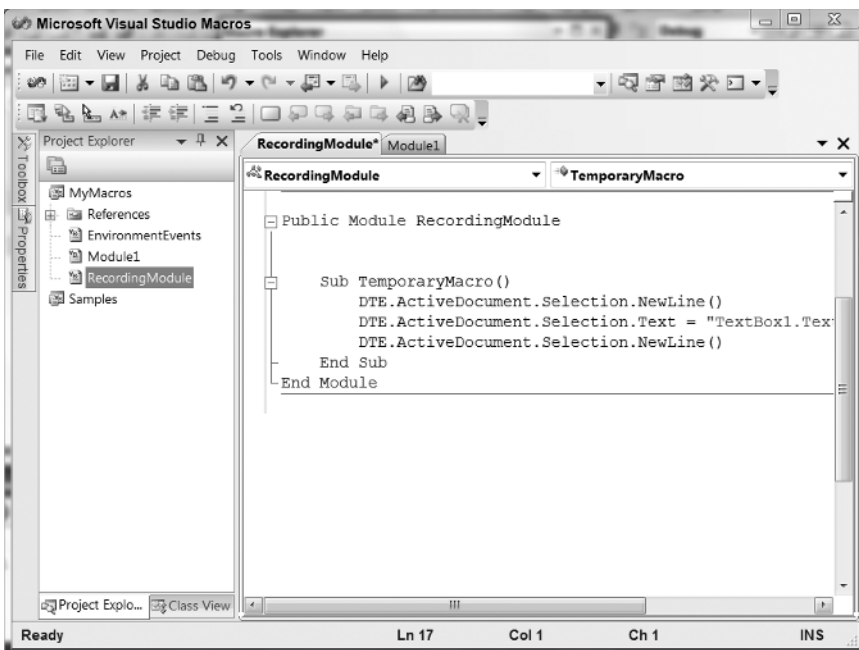 Microsoft Visual Studio Macros
File Edit View Project Debug Tools Window Help
Project Explorer
RecordingModule* Module1
Toolbox
Properties
RecordingModule TemporaryMacro
MyMacros
References
EnvironmentEvents
Module1
RecordingModule
Samples
Public Module RecordingModule
Sub TemporaryMacro()
DTE.ActiveDocument.Selection.NewLine()
DTE.ActiveDocument.Selection.Text = "TextBox1.Tex
DTE.ActiveDocument.Selection.NewLine()
End Sub
End Module
Project Explo... Class View
Ready Ln 17 Col 1 Ch 1 INS